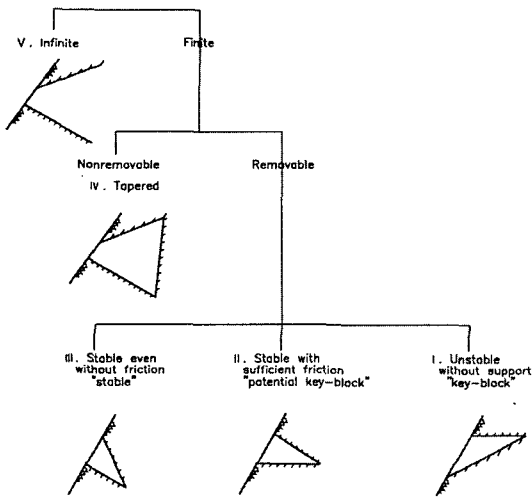 V. Infinite
Finite
Nonremovable
IV. Tapered
Removable
III. Stable even
without friction
"stable"
II. Stable with
sufficient friction
"potential key-block"
I. Unstable
without support
"key-block"